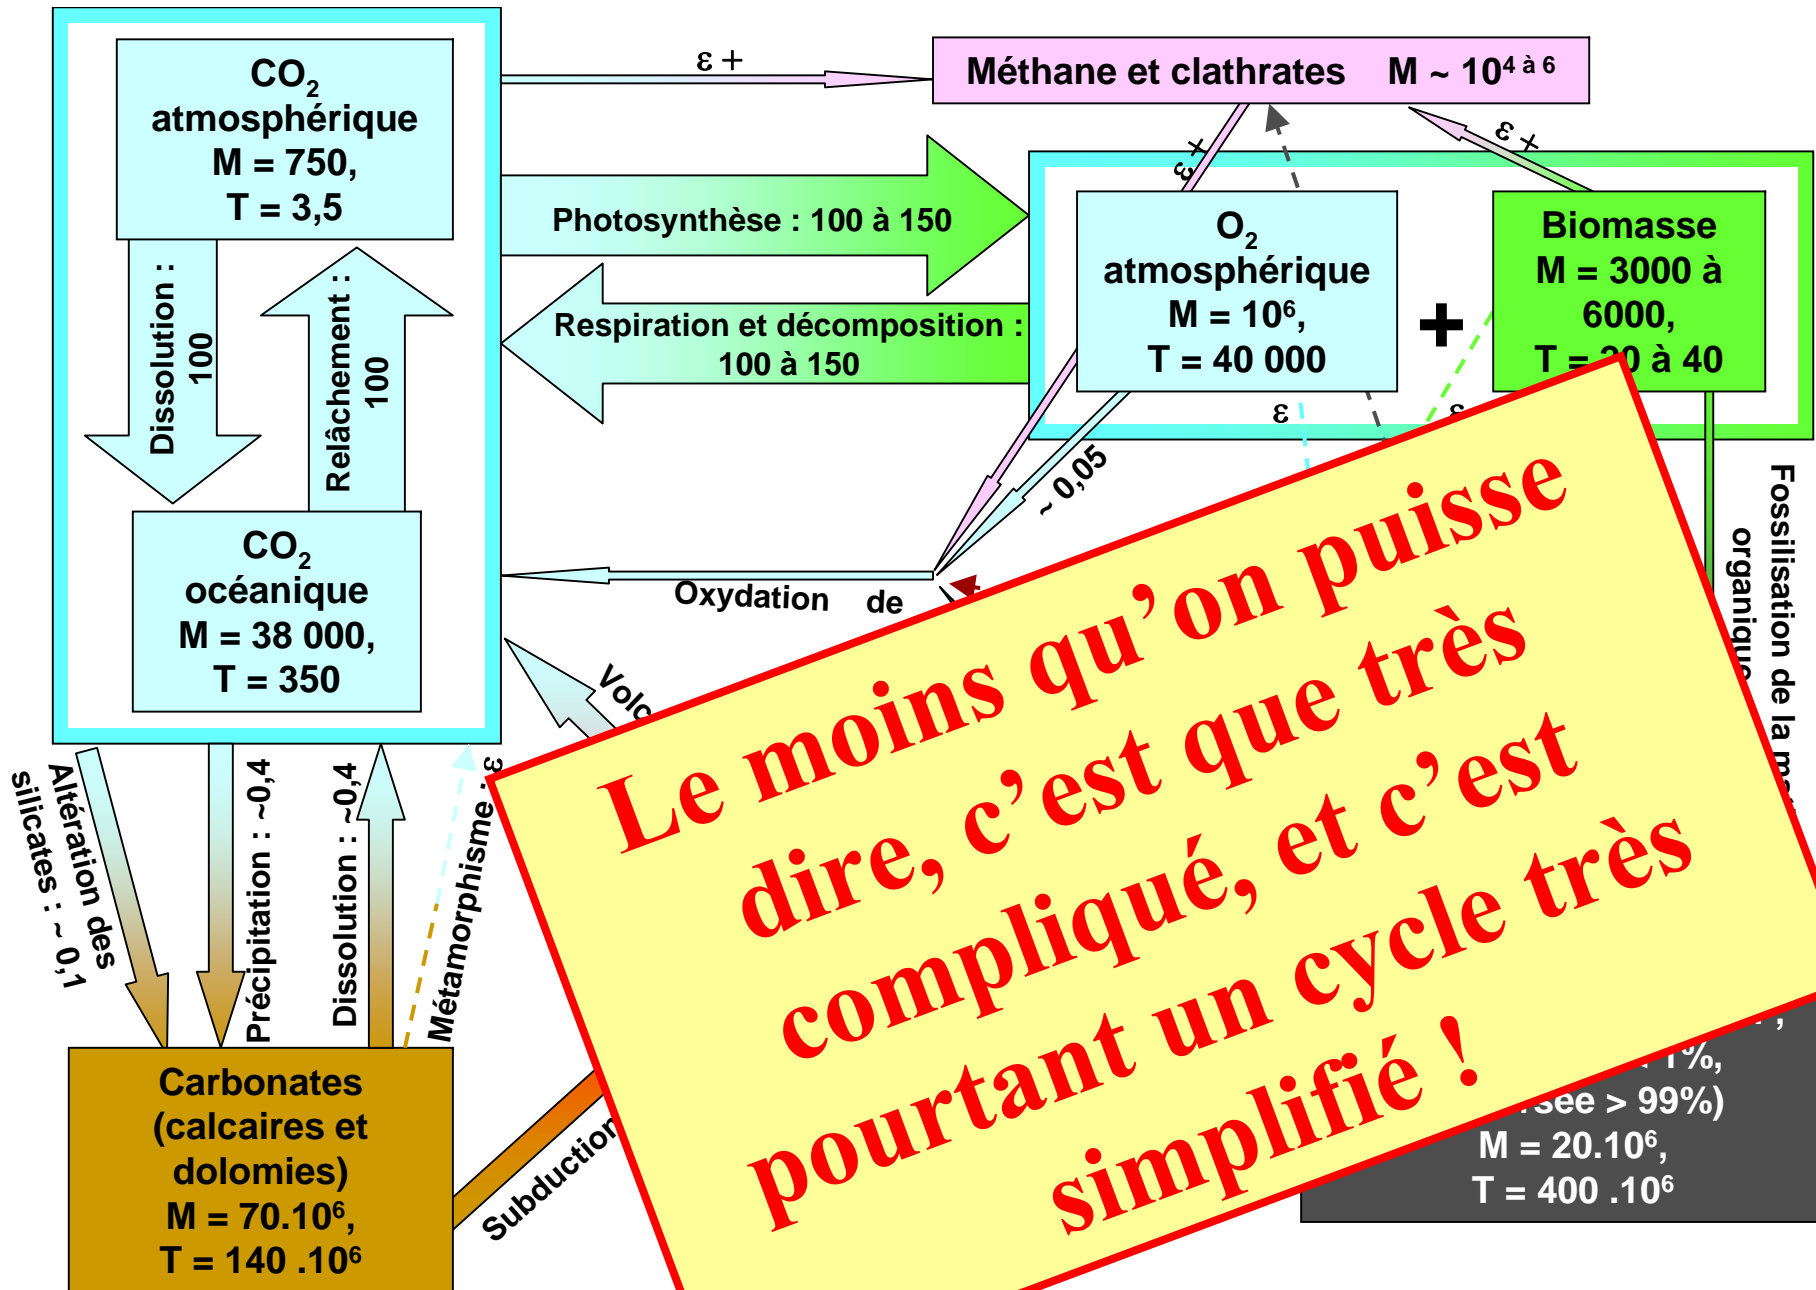 CO₂
atmosphérique
M = 750,
T = 3,5
Dissolution :
100
Relâchement :
100
CO₂
océanique
M = 38 000,
T = 350
ε +
Méthane et clathrates M ~ 10⁴ ᵃ̀ ⁶
ε +
ε +
Photosynthèse : 100 à 150
Respiration et décomposition :
100 à 150
O₂
atmosphérique
M = 10⁶,
T = 40 000
+
Biomasse
M = 3000 à
6000,
T = 20 à 40
ε
~ 0,05
Oxydation de
Fossilisation de la
organique
Altération des
silicates : ~ 0,1
Précipitation : ~0,4
Dissolution : ~0,4
Métamorphisme : ε
Carbonates
(calcaires et
dolomies)
M = 70.10⁶,
T = 140 .10⁶
Subduction
Le moins qu’on puisse
dire, c’est que très
compliqué, et c’est
pourtant un cycle très
simplifié !
1%,
> 99%)
M = 20.10⁶,
T = 400 .10⁶